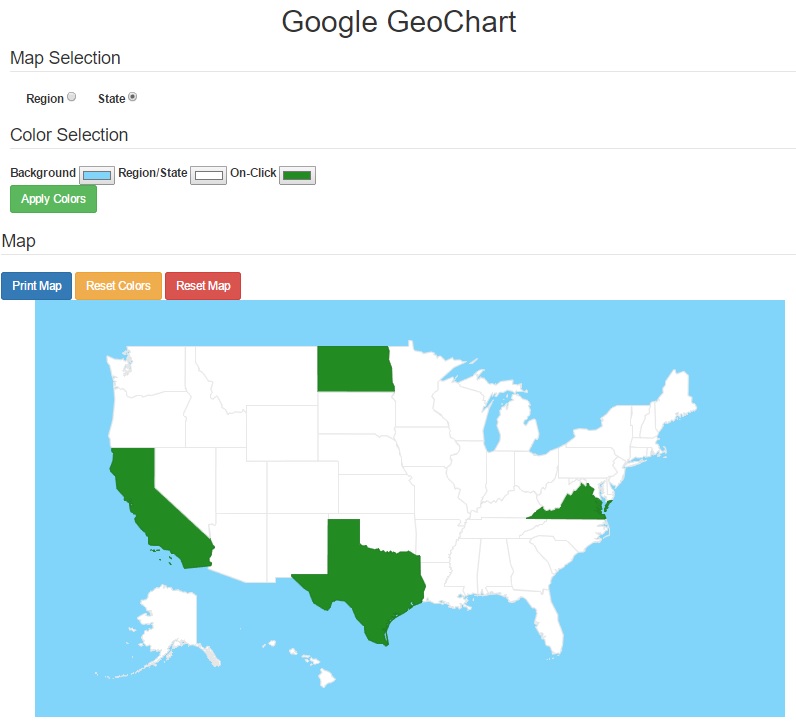 Google GeoChart
Map Selection
Region State
Color Selection
Background Region/State On-Click
Apply Colors
Map
Print Map Reset Colors Reset Map